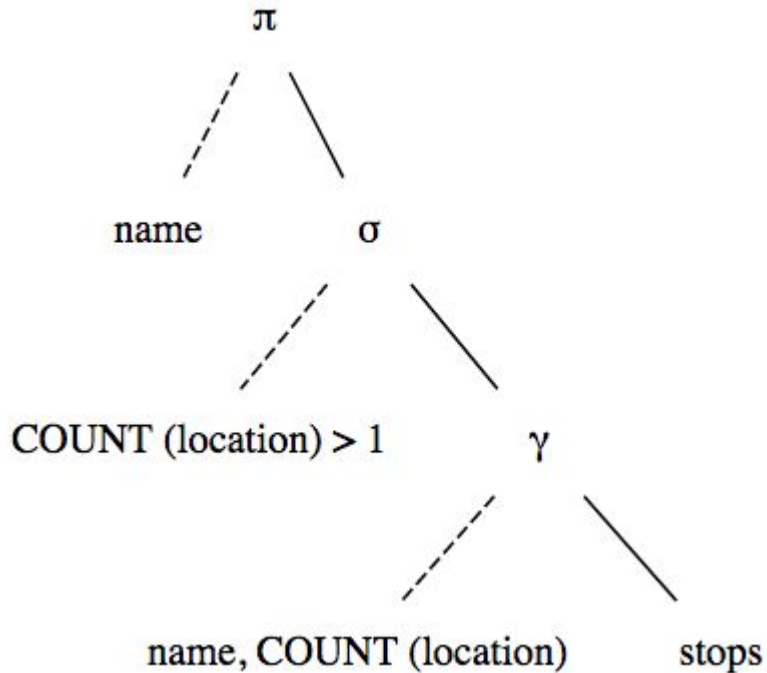 π
name σ
COUNT (location) > 1 γ
name, COUNT (location) stops